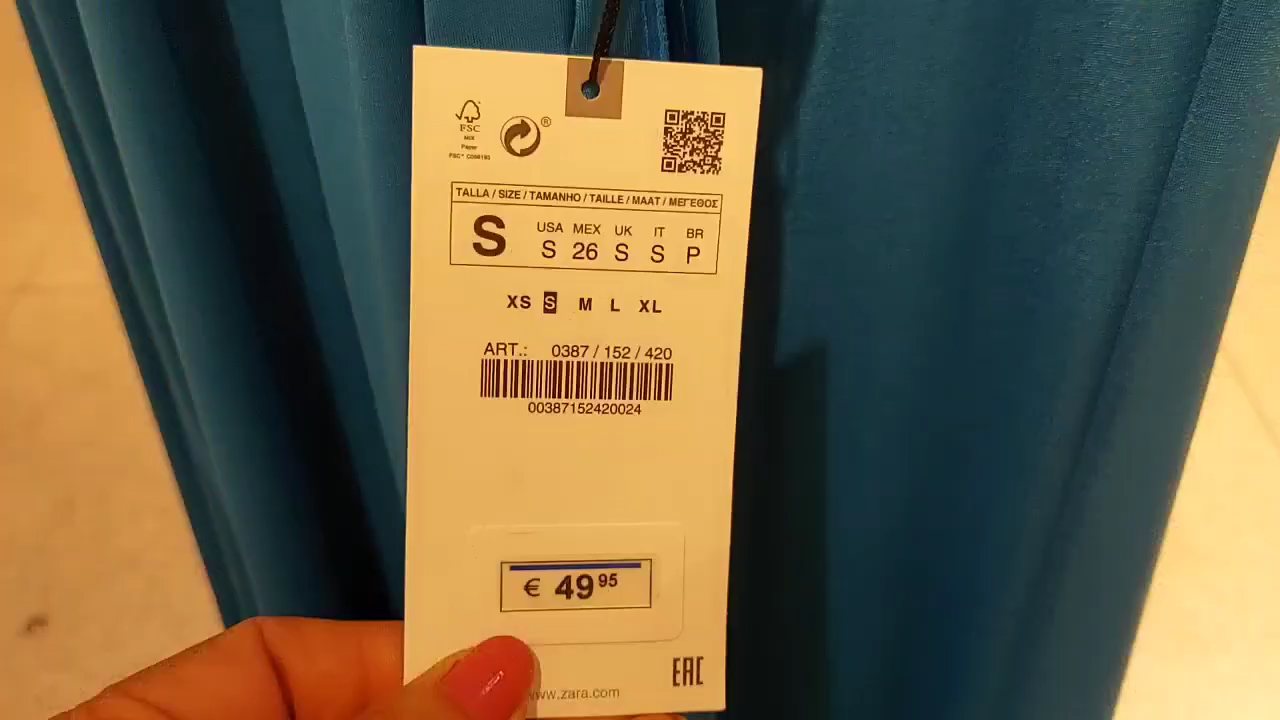 FSC
MIX
Paper
®
TALLA / SIZE / TAMANHO / TAILLE / MAAT / ΜΕΓΕΘΟΣ
S
USA MEX UK IT BR
S 26 S S P
XS S M L XL
ART.: 0387 / 152 / 420
00387152420024
€ 49 95
EAC
www.zara.com